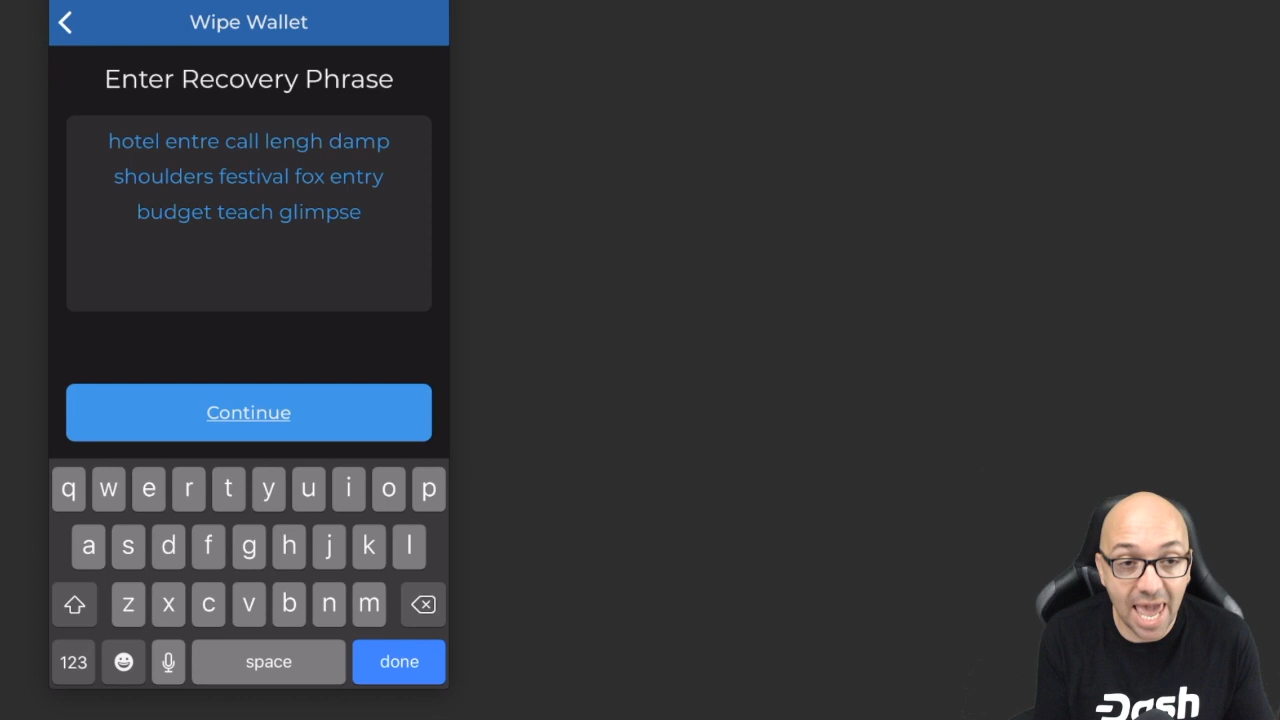 Wipe Wallet
Enter Recovery Phrase
hotel entre call lengh damp
shoulders festival fox entry
budget teach glimpse
Continue
q w e r t y u i o p
a s d f g h j k l
z x c v b n m
123 space done
Dash